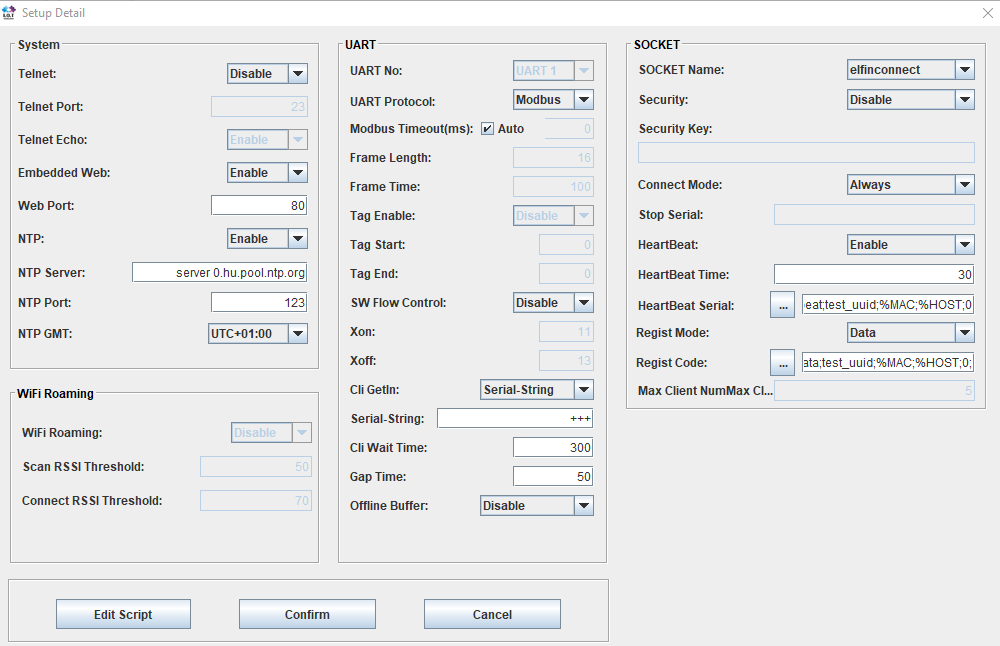 Setup Detail
System
Telnet: Disable
Telnet Port: 23
Telnet Echo: Enable
Embedded Web: Enable
Web Port: 80
NTP: Enable
NTP Server: server 0.hu.pool.ntp.org
NTP Port: 123
NTP GMT: UTC+01:00
WiFi Roaming
WiFi Roaming: Disable
Scan RSSI Threshold: 50
Connect RSSI Threshold: 70
UART
UART No: UART 1
UART Protocol: Modbus
Modbus Timeout(ms): Auto 0
Frame Length: 16
Frame Time: 100
Tag Enable: Disable
Tag Start: 0
Tag End: 0
SW Flow Control: Disable
Xon: 11
Xoff: 13
Cli GetIn: Serial-String
Serial-String: +++
Cli Wait Time: 300
Gap Time: 50
Offline Buffer: Disable
SOCKET
SOCKET Name: elfinconnect
Security: Disable
Security Key:
Connect Mode: Always
Stop Serial:
HeartBeat: Enable
HeartBeat Time: 30
HeartBeat Serial: ... eat;test_uuid;%MAC;%HOST;0
Regist Mode: Data
Regist Code: ... ata;test_uuid;%MAC;%HOST;0;
Max Client NumMax Cl... 5
Edit Script
Confirm
Cancel